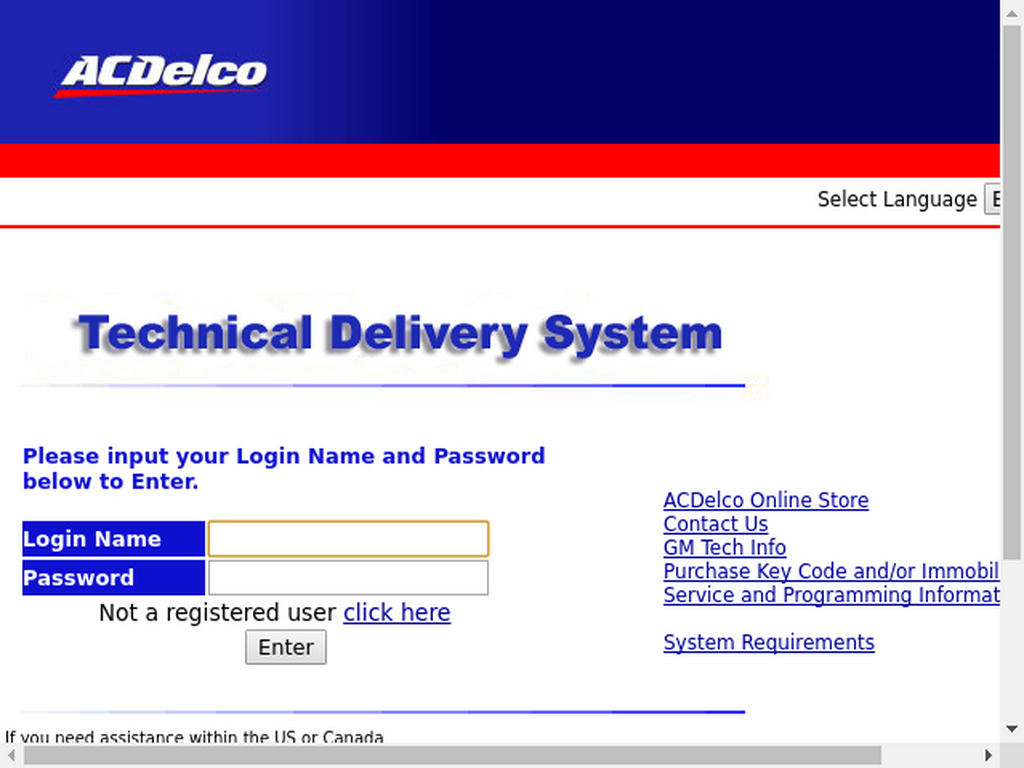 ACDelco
Select Language
Technical Delivery System
Please input your Login Name and Password
below to Enter.
Login Name
Password
Not a registered user click here
Enter
ACDelco Online Store
Contact Us
GM Tech Info
Purchase Key Code and/or Immobil
Service and Programming Informat
System Requirements
If you need assistance within the US or Canada